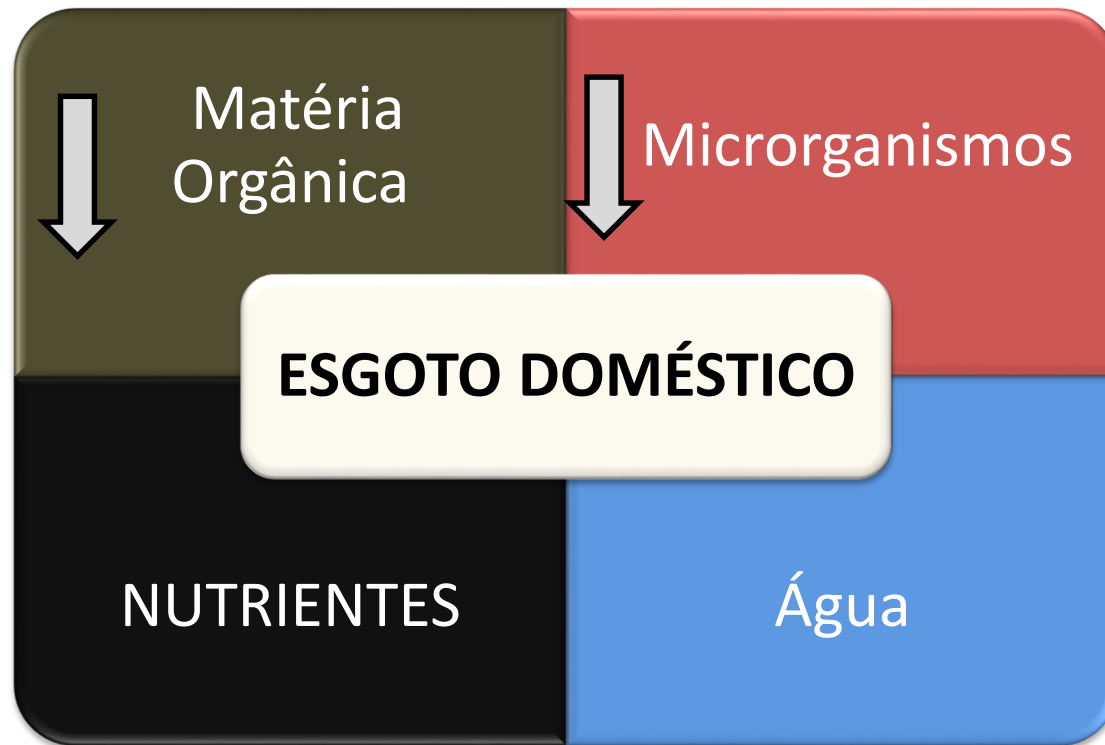 Matéria
Orgânica
Microrganismos
ESGOTO DOMÉSTICO
NUTRIENTES
Água